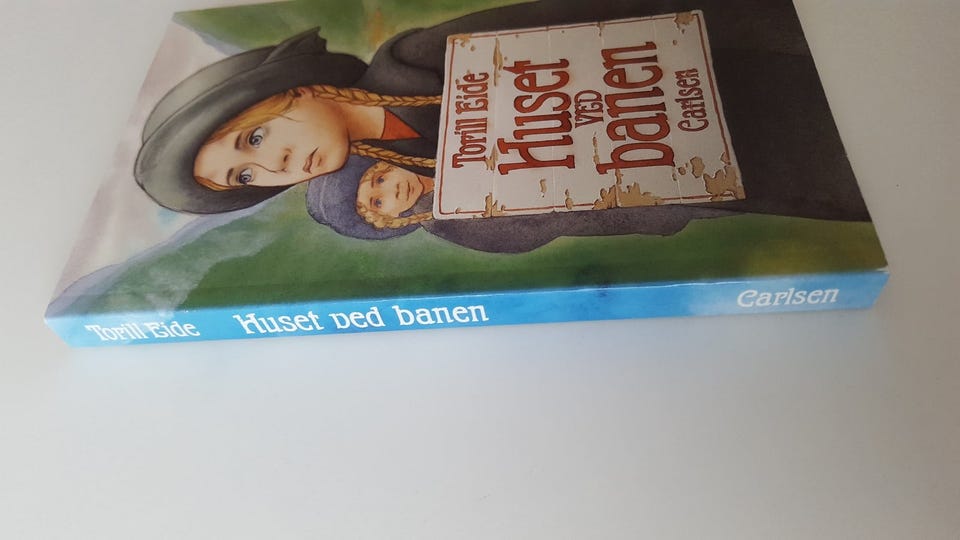 Torill Eide
Huset
VED
banen
Carlsen
Torill Eide Huset ved banen Carlsen